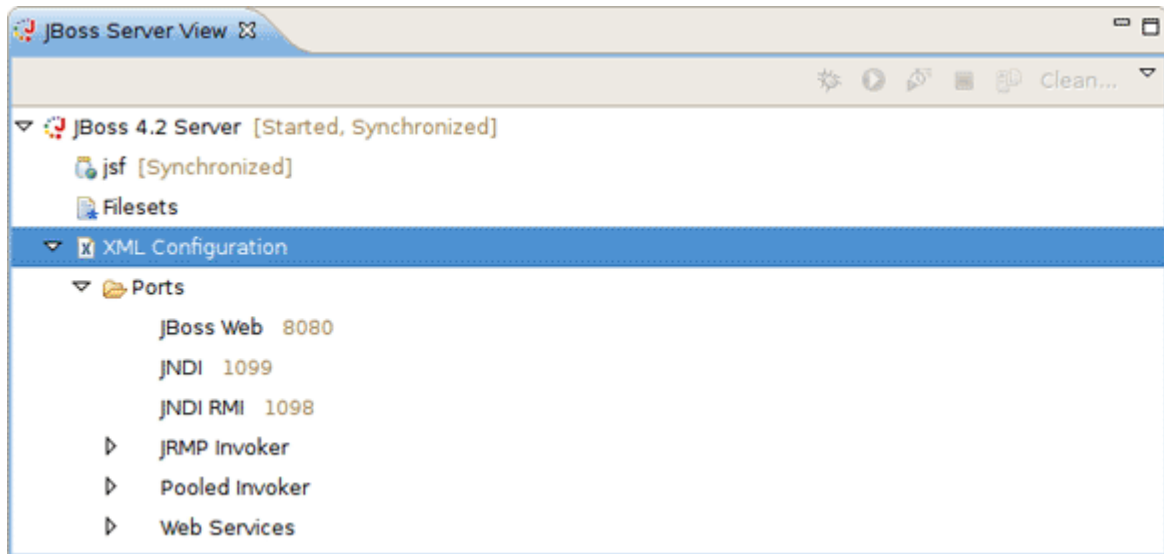 JBoss Server View
Clean...
JBoss 4.2 Server [Started, Synchronized]
jsf [Synchronized]
Filesets
XML Configuration
Ports
JBoss Web 8080
JNDI 1099
JNDI RMI 1098
JRMP Invoker
Pooled Invoker
Web Services